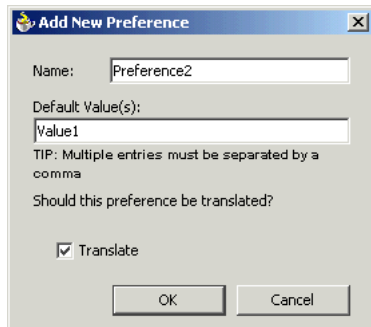 Add New Preference
Name: Preference2
Default Value(s):
Value1
TIP: Multiple entries must be separated by a
comma
Should this preference be translated?
Translate
OK Cancel